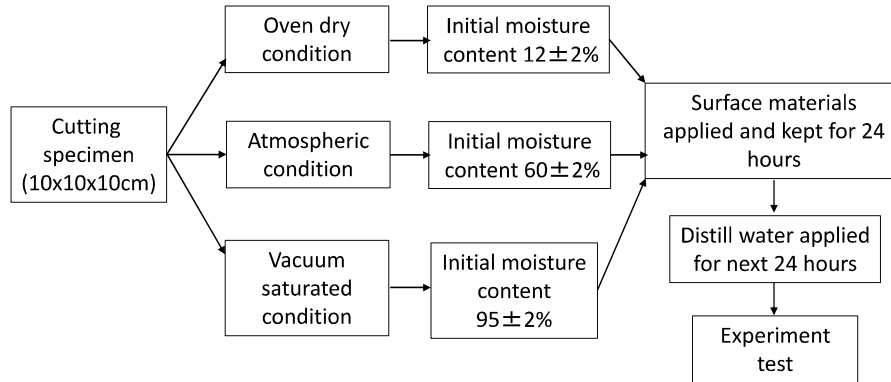 Cutting
specimen
(10x10x10cm)
Oven dry
condition
Initial moisture
content 12±2%
Atmospheric
condition
Initial moisture
content 60±2%
Vacuum
saturated
condition
Initial moisture
content
95±2%
Surface materials
applied and kept for 24
hours
Distill water applied
for next 24 hours
Experiment
test